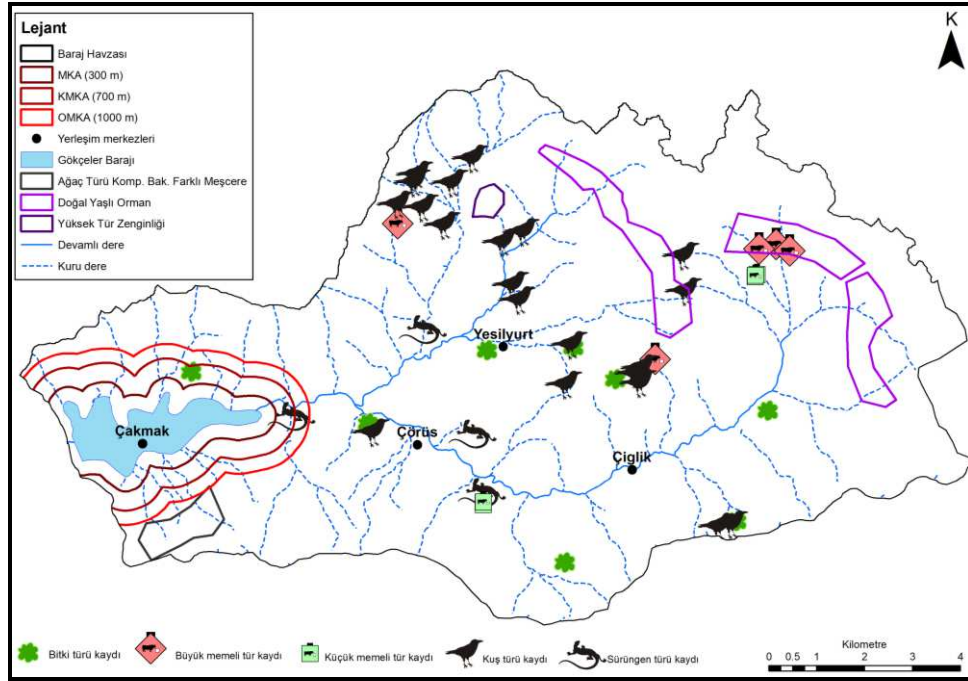 Lejant
Baraj Havzası
MKA (300 m)
KMKA (700 m)
OMKA (1000 m)
Yerleşim merkezleri
Gökçeler Barajı
Ağaç Türü Komp. Bak. Farklı Meşcere
Doğal Yaşlı Orman
Yüksek Tür Zenginliği
Devamlı dere
Kuru dere
K
Yesilyurt
Çakmak
Çörüs
Çiglik
Bitki türü kaydı
Büyük memeli tür kaydı
Küçük memeli tür kaydı
Kuş türü kaydı
Sürüngen türü kaydı
Kilometre
0 0.5 1 2 3 4